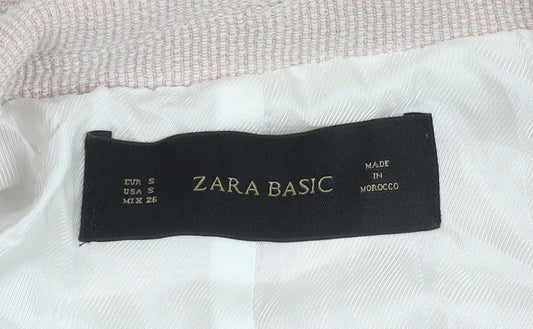 EUR S
USA S
MEX 26
ZARA BASIC
MADE
IN
MOROCCO